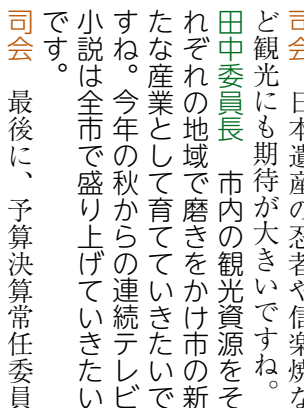 司会　日本遺産の忍者や信楽焼な
ど観光にも期待が大きいですね。
田中委員長　市内の観光資源をそ
れぞれの地域で磨きをかけ市の新
たな産業として育てていきたいで
すね。今年の秋からの連続テレビ
小説は全市で盛り上げていきたい
です。
司会　最後に、予算決算常任委員